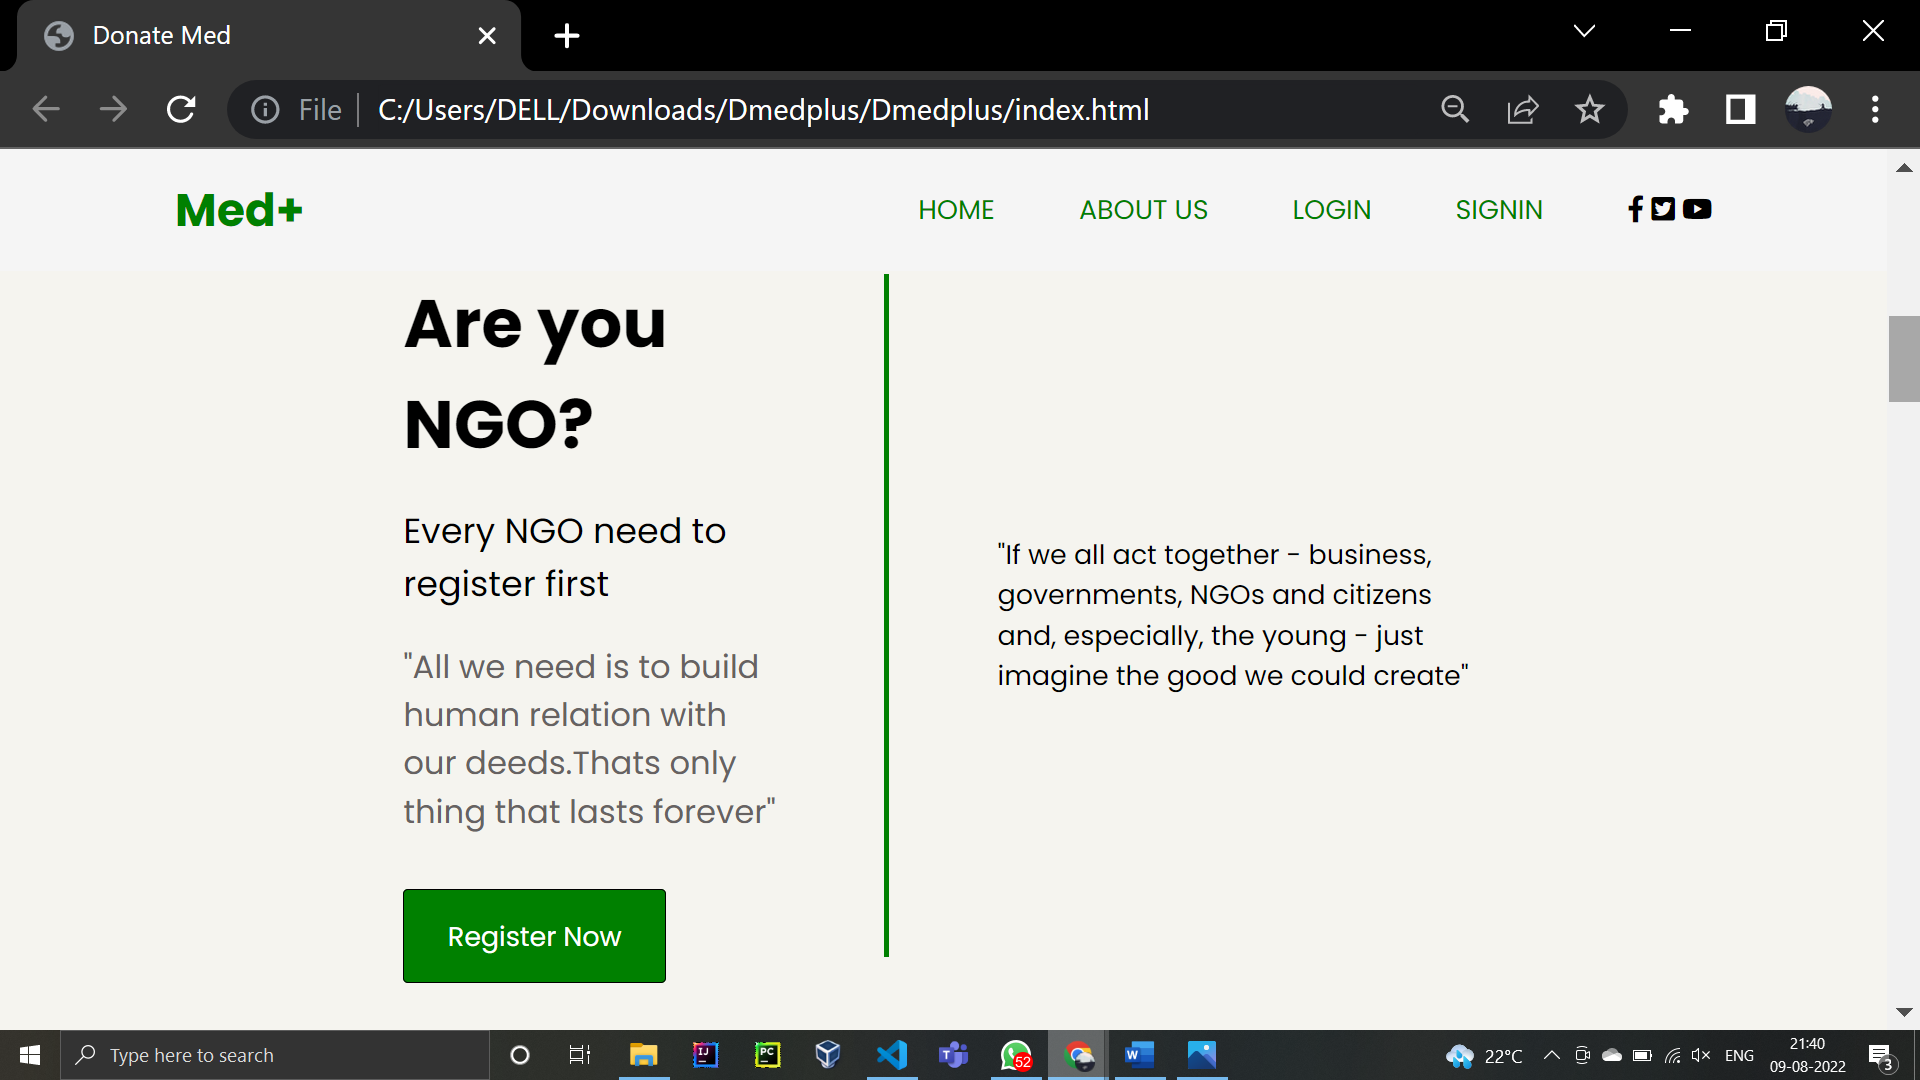 Donate Med
File
C:/Users/DELL/Downloads/Dmedplus/Dmedplus/index.html
Med+
HOME
ABOUT US
LOGIN
SIGNIN
Are you
NGO?
Every NGO need to
register first
"All we need is to build
human relation with
our deeds.Thats only
thing that lasts forever"
Register Now
"If we all act together - business,
governments, NGOs and citizens
and, especially, the young - just
imagine the good we could create"
Type here to search
IJ
PC
T
52
W
22°C
ENG
21:40
09-08-2022
3